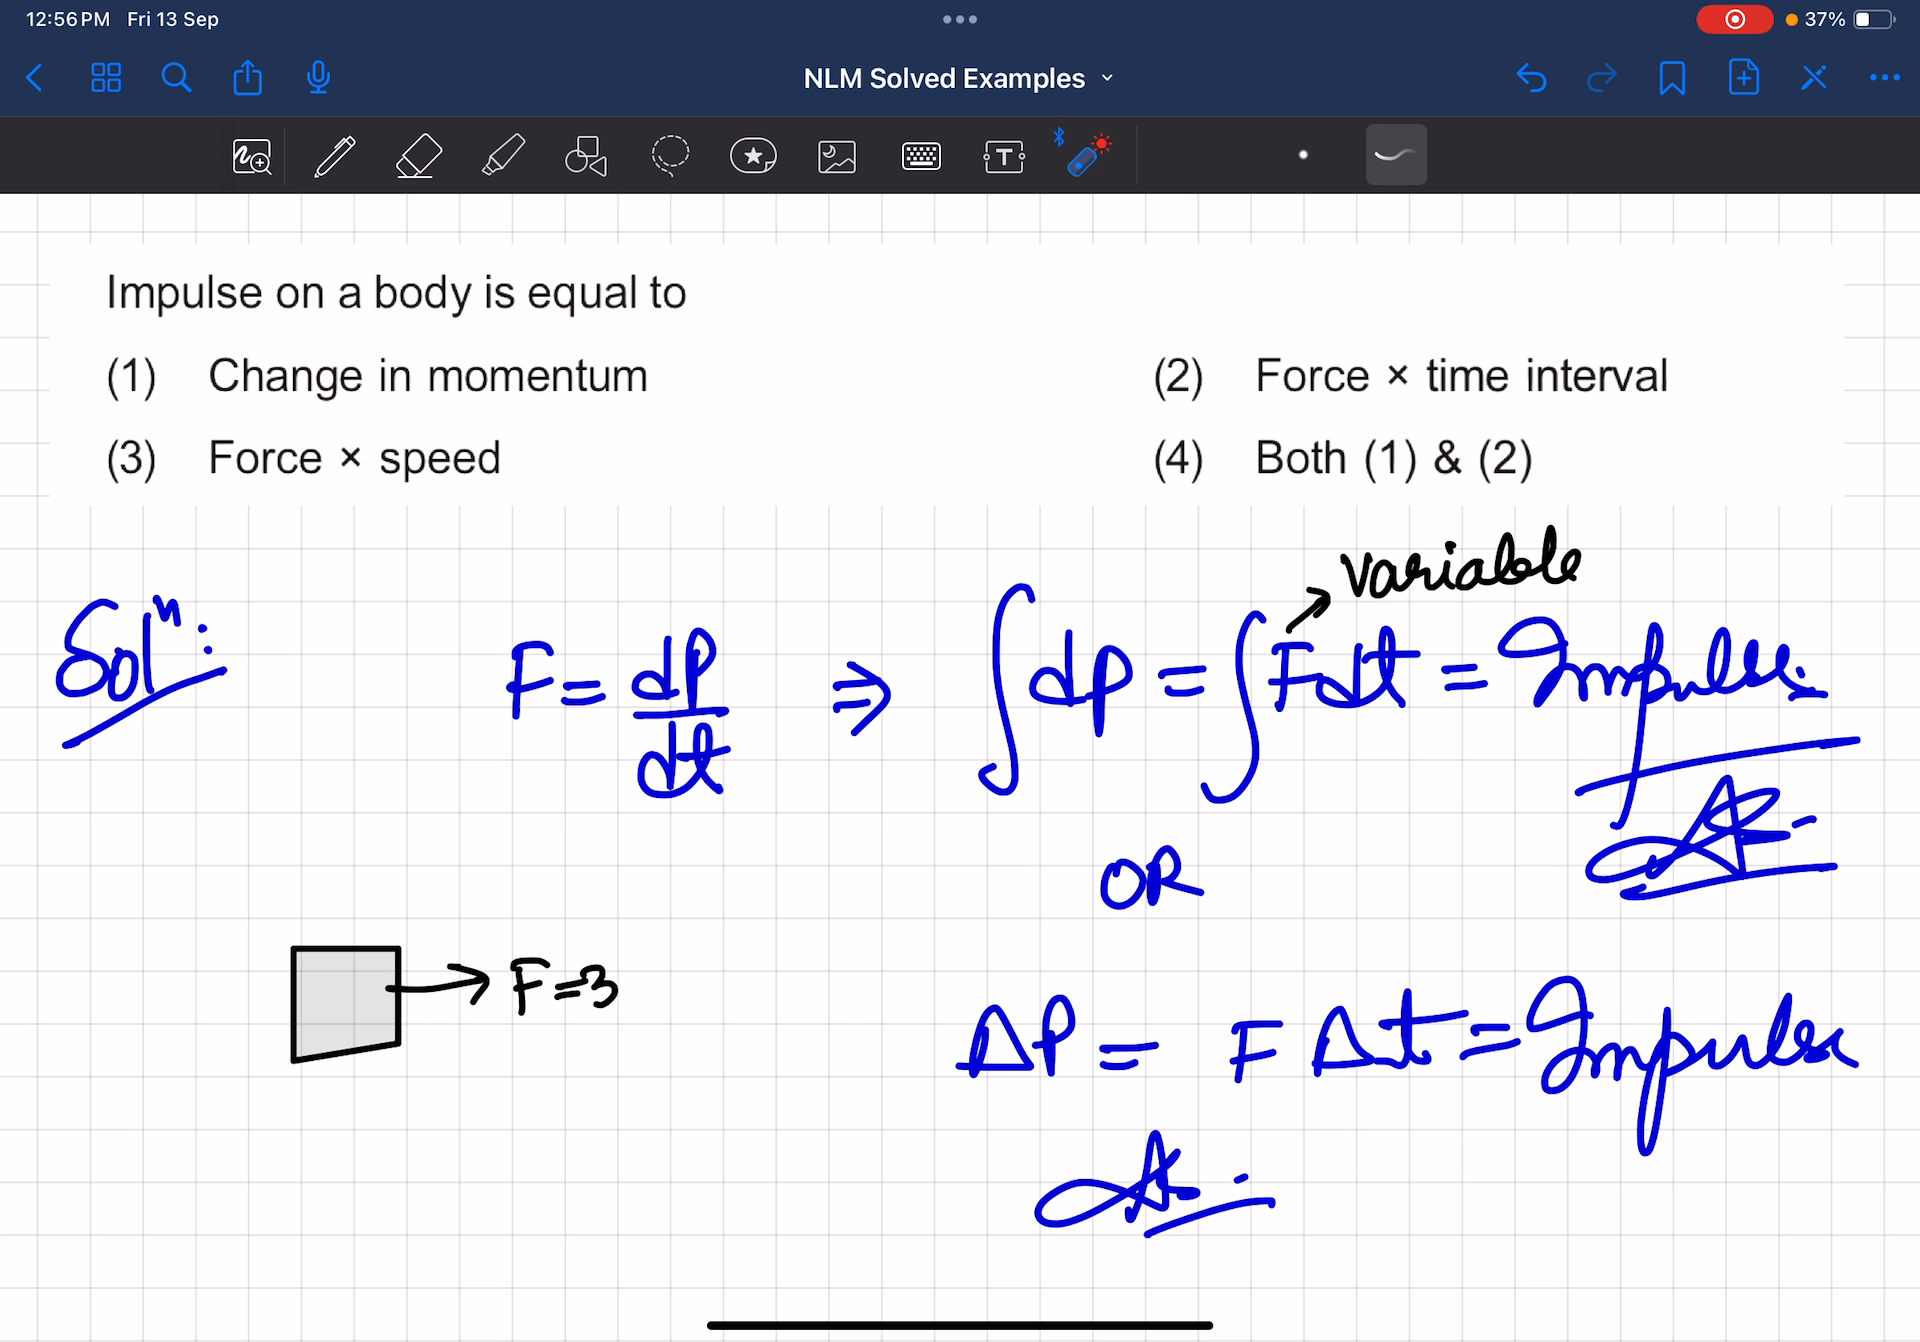 12:56 PM Fri 13 Sep
37%
NLM Solved Examples
Impulse on a body is equal to
(1) Change in momentum
(2) Force × time interval
(3) Force × speed
(4) Both (1) & (2)
variable
Solⁿ:
F = dp/dt ⇒ ∫dp = ∫Fdt = Impulse
OR
F=3
ΔP = F Δt = Impulse